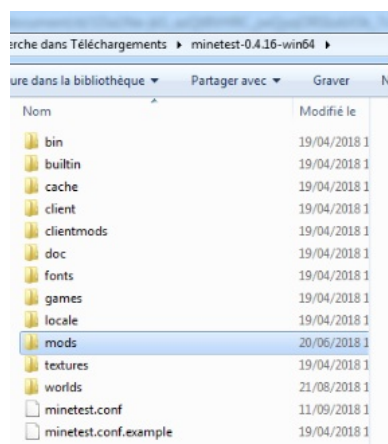 erche dans Téléchargements ▸ minetest-0.4.16-win64 ▸
ure dans la bibliothèque ▼ Partager avec ▼ Graver N
Nom Modifié le
bin 19/04/2018 1
builtin 19/04/2018 1
cache 19/04/2018 1
client 19/04/2018 1
clientmods 19/04/2018 1
doc 19/04/2018 1
fonts 19/04/2018 1
games 19/04/2018 1
locale 19/04/2018 1
mods 20/06/2018 1
textures 19/04/2018 1
worlds 21/08/2018 1
minetest.conf 11/09/2018 1
minetest.conf.example 19/04/2018 1